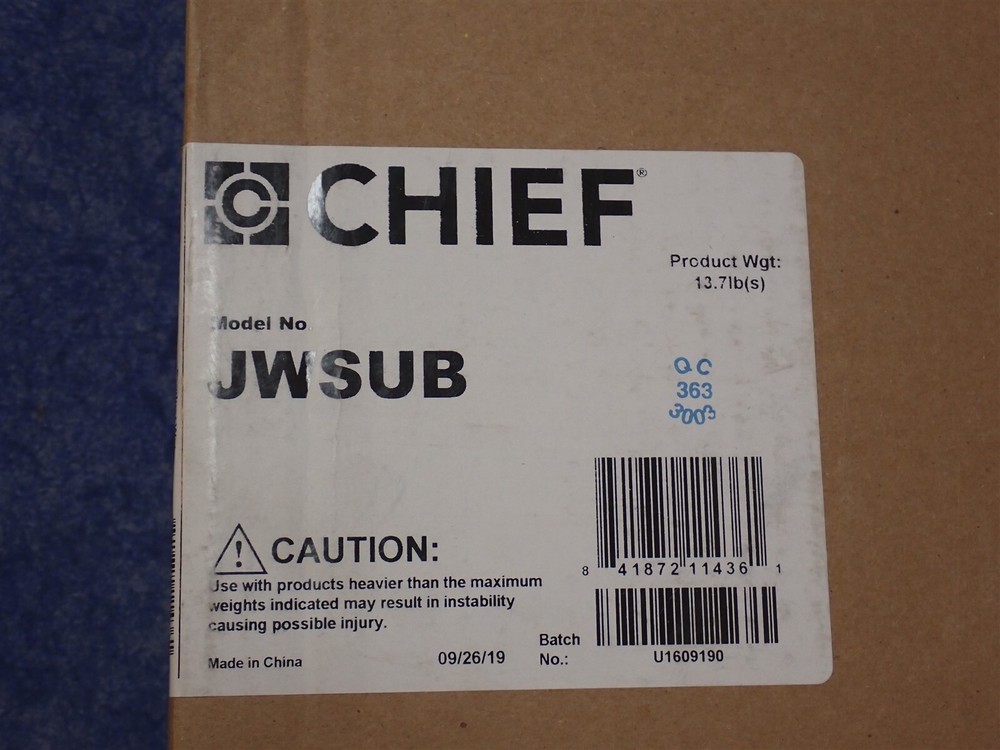 C CHIEF®
Product Wgt:
13.7lb(s)
Model No
JWSUB
QC
363
3003
! CAUTION:
Use with products heavier than the maximum
weights indicated may result in instability
causing possible injury.
8 41872 11436 1
Batch
No.:
U1609190
Made in China
09/26/19